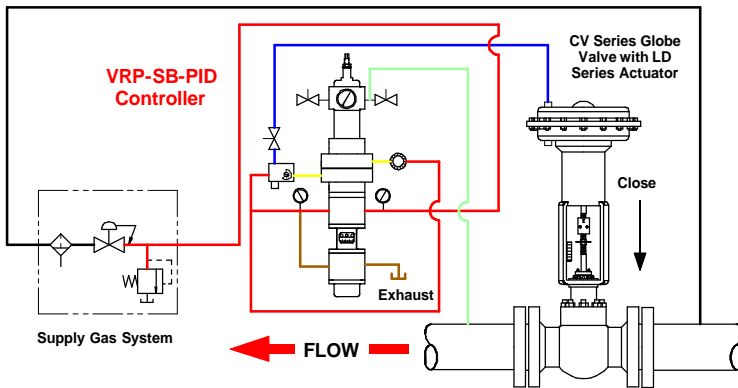 VRP-SB-PID
Controller
CV Series Globe
Valve with LD
Series Actuator
Close
Exhaust
Supply Gas System
FLOW